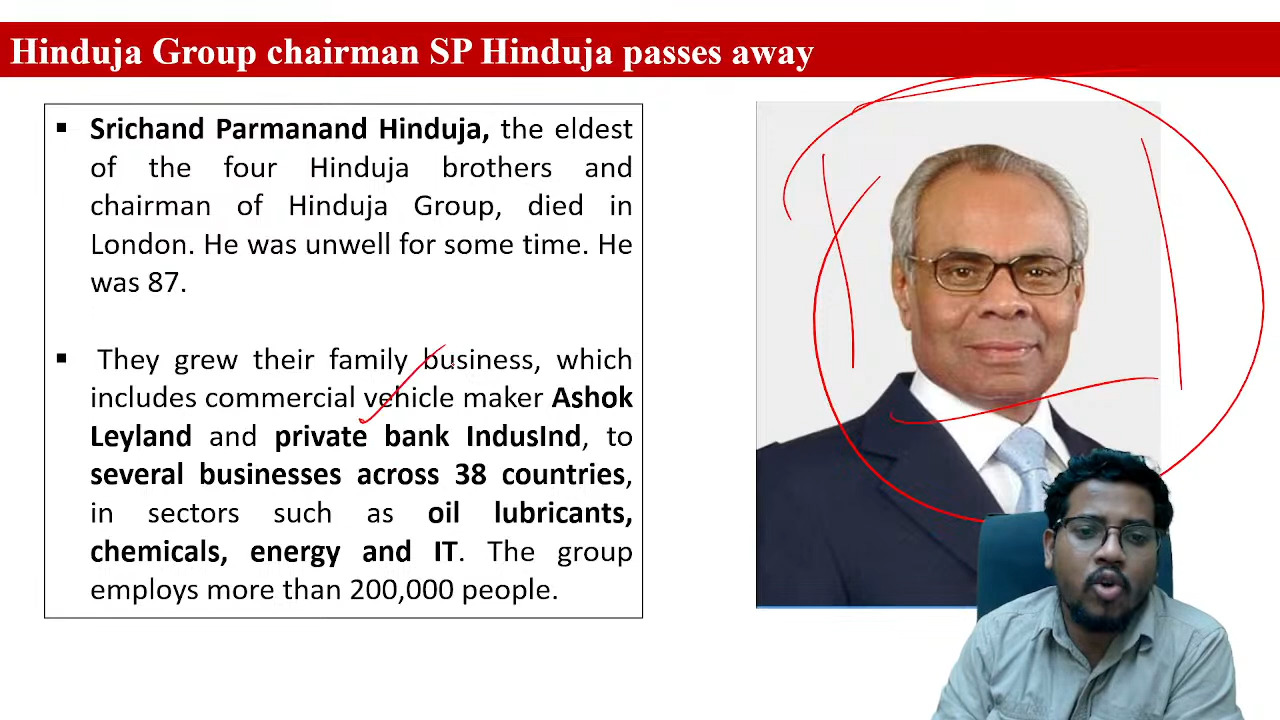 Hinduja Group chairman SP Hinduja passes away
▪ Srichand Parmanand Hinduja, the eldest
of the four Hinduja brothers and
chairman of Hinduja Group, died in
London. He was unwell for some time. He
was 87.
▪ They grew their family business, which
includes commercial vehicle maker Ashok
Leyland and private bank IndusInd, to
several businesses across 38 countries,
in sectors such as oil lubricants,
chemicals, energy and IT. The group
employs more than 200,000 people.